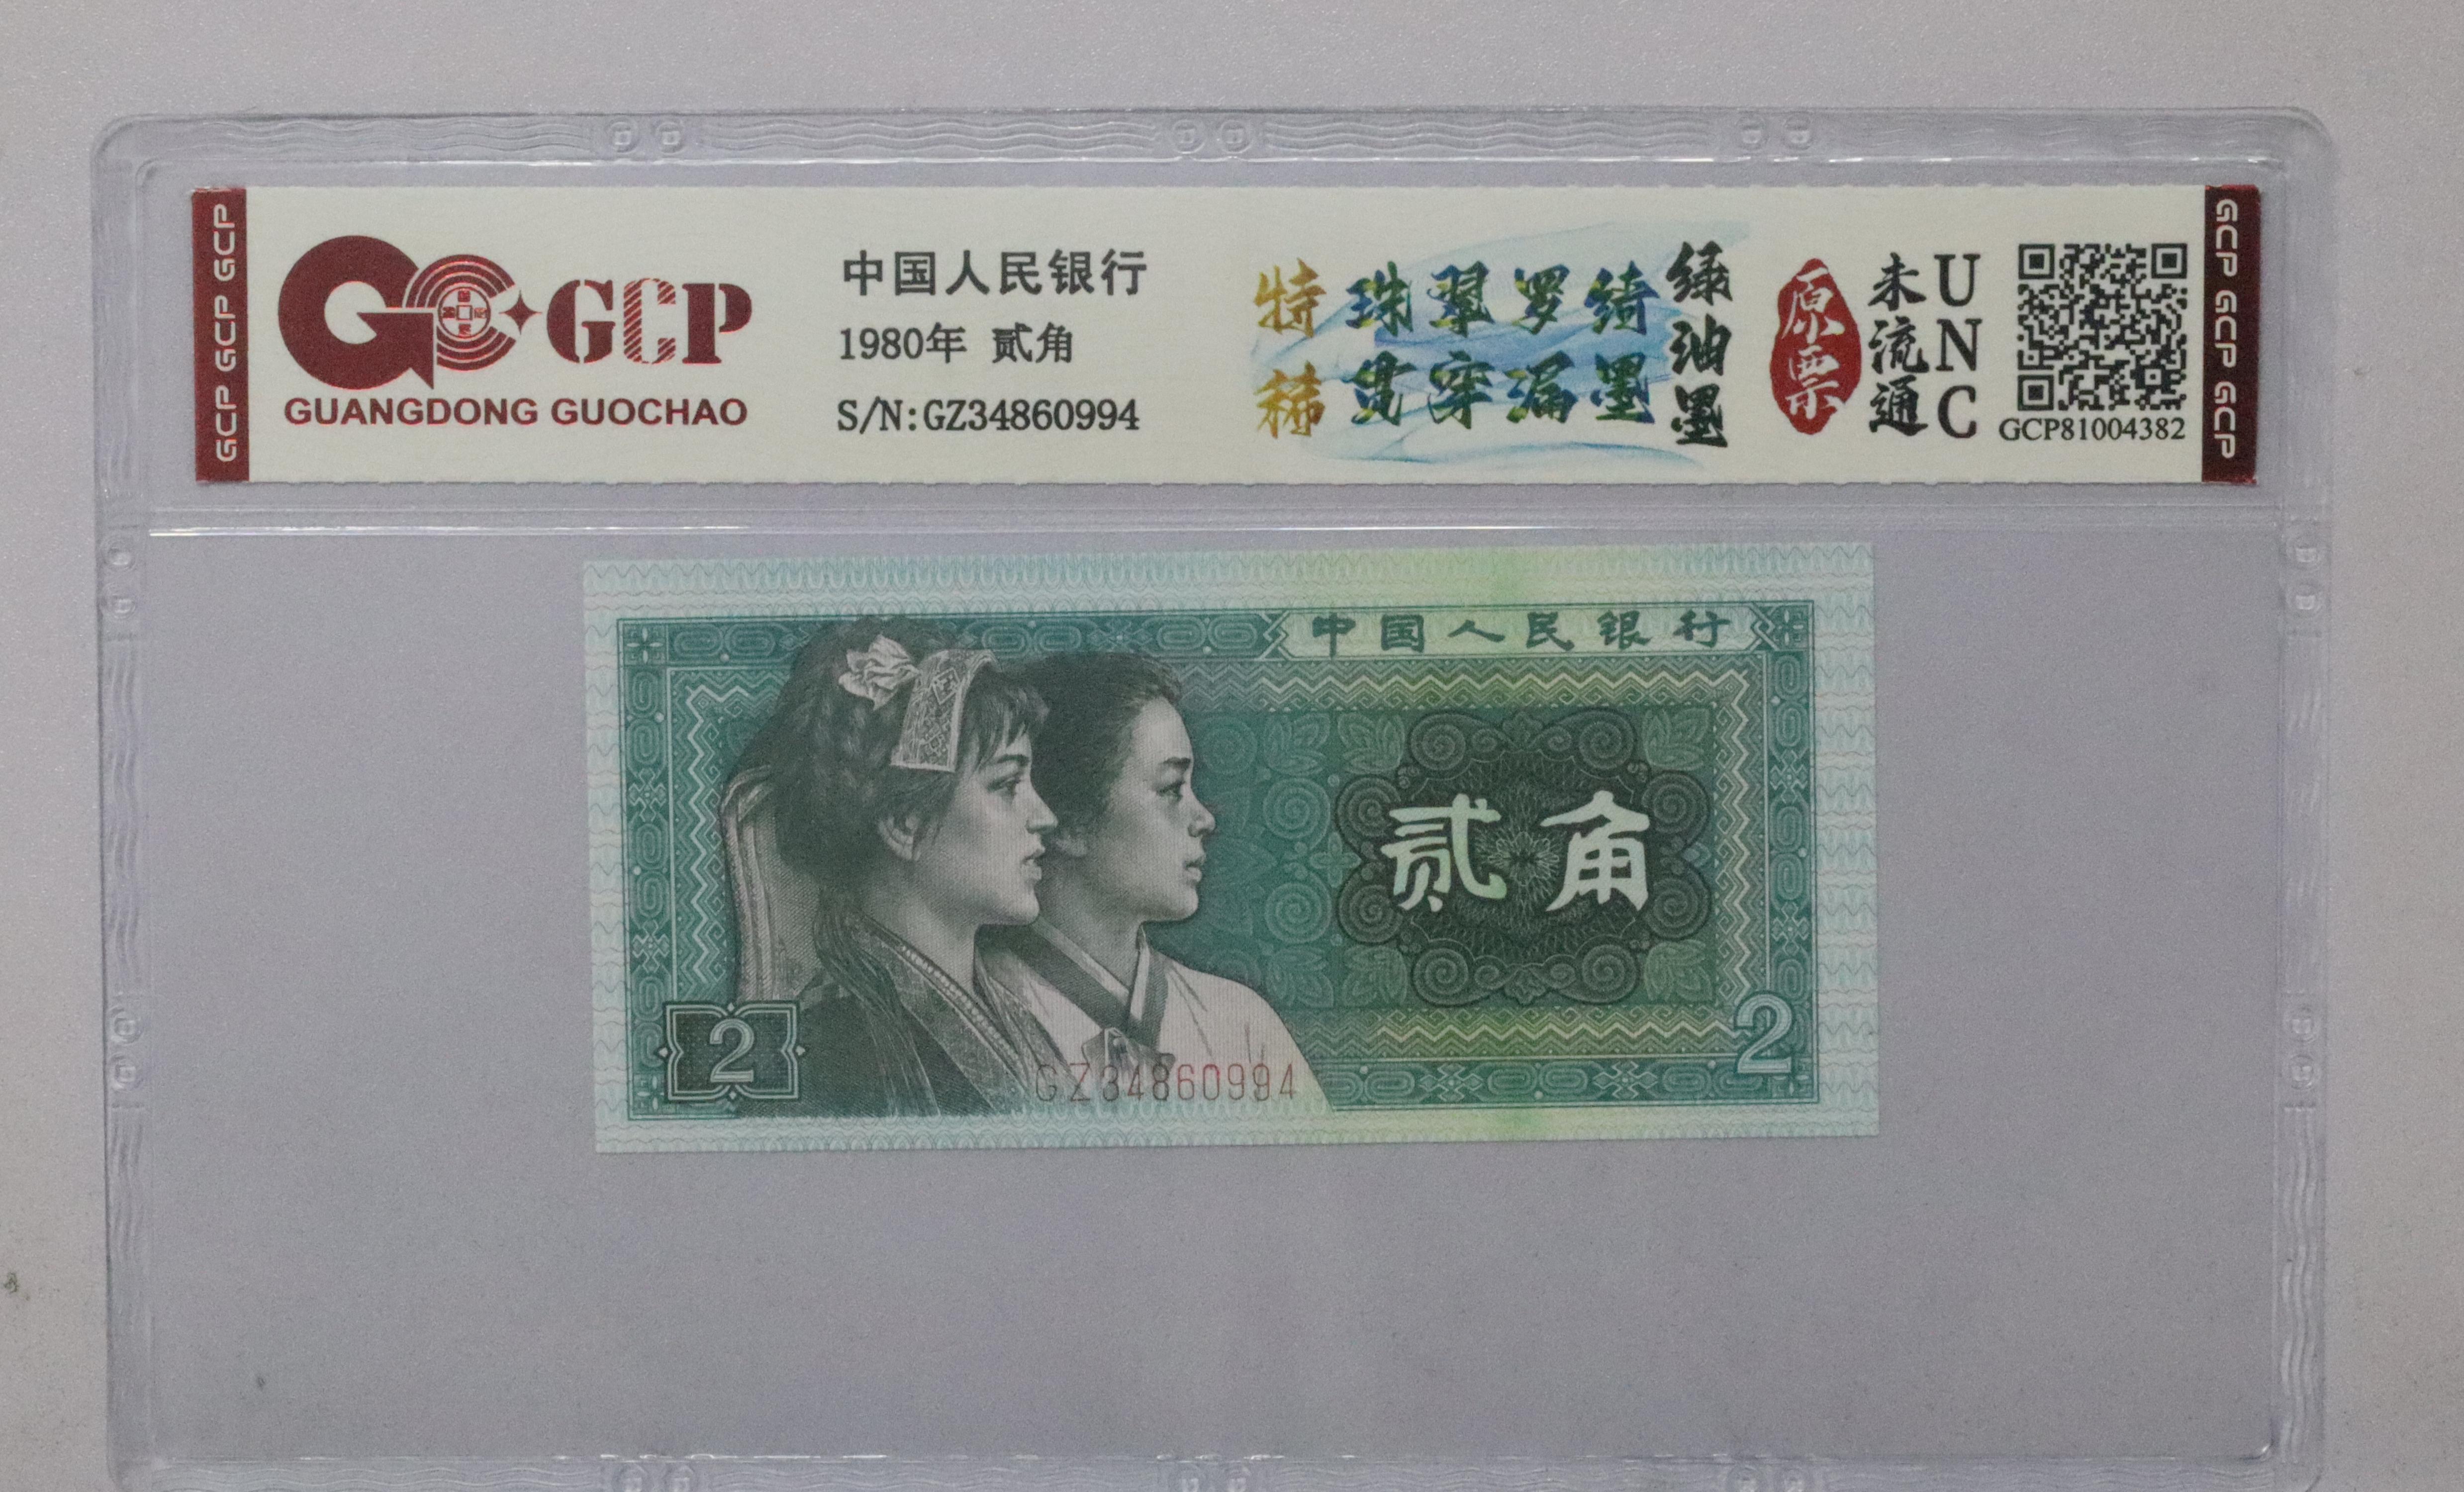 GCP GCP GCP
GCP
GUANGDONG GUOCHAO
中国人民银行
1980年 贰角
S/N:GZ34860994
特稀
珠翠罗绮
贯穿漏墨
绿油墨
原票
未流通
UNC
GCP81004382
GCP GCP GCP
中国人民银行
贰角
2
2
GZ34860994